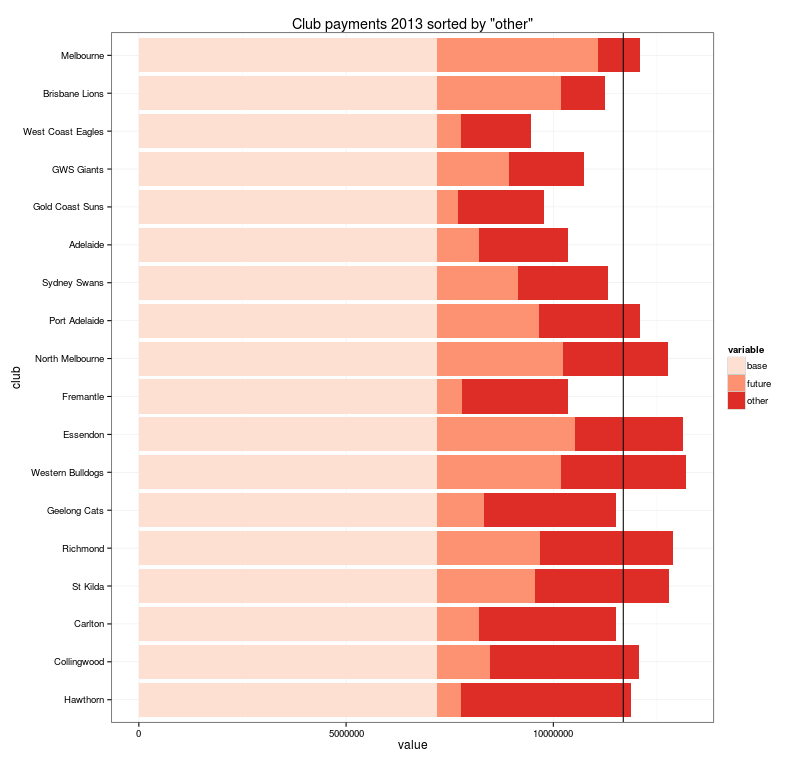 Club payments 2013 sorted by "other"
Melbourne
Brisbane Lions
West Coast Eagles
GWS Giants
Gold Coast Suns
Adelaide
Sydney Swans
Port Adelaide
North Melbourne
Fremantle
Essendon
Western Bulldogs
Geelong Cats
Richmond
St Kilda
Carlton
Collingwood
Hawthorn
club
0
5000000
10000000
value
variable
base
future
other